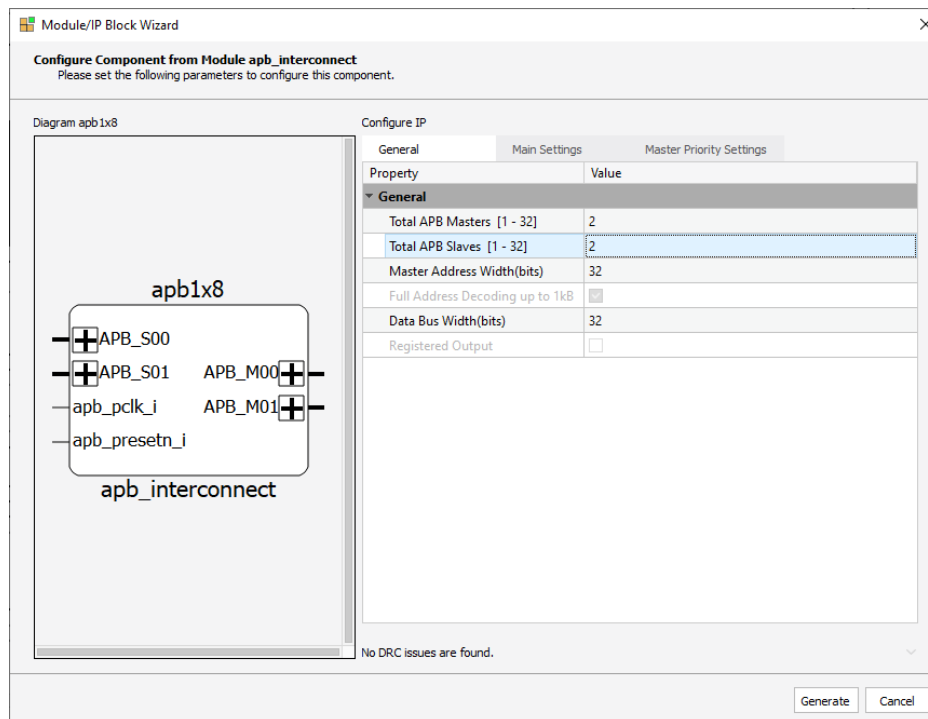 Module/IP Block Wizard
Configure Component from Module apb_interconnect
Please set the following parameters to configure this component.
Diagram apb1x8
apb1x8
APB_S00
APB_S01 APB_M00
apb_pclk_i APB_M01
apb_presetn_i
apb_interconnect
Configure IP
General Main Settings Master Priority Settings
Property Value
General
Total APB Masters [1 - 32] 2
Total APB Slaves [1 - 32] 2
Master Address Width(bits) 32
Full Address Decoding up to 1kB
Data Bus Width(bits) 32
Registered Output
No DRC issues are found.
Generate Cancel